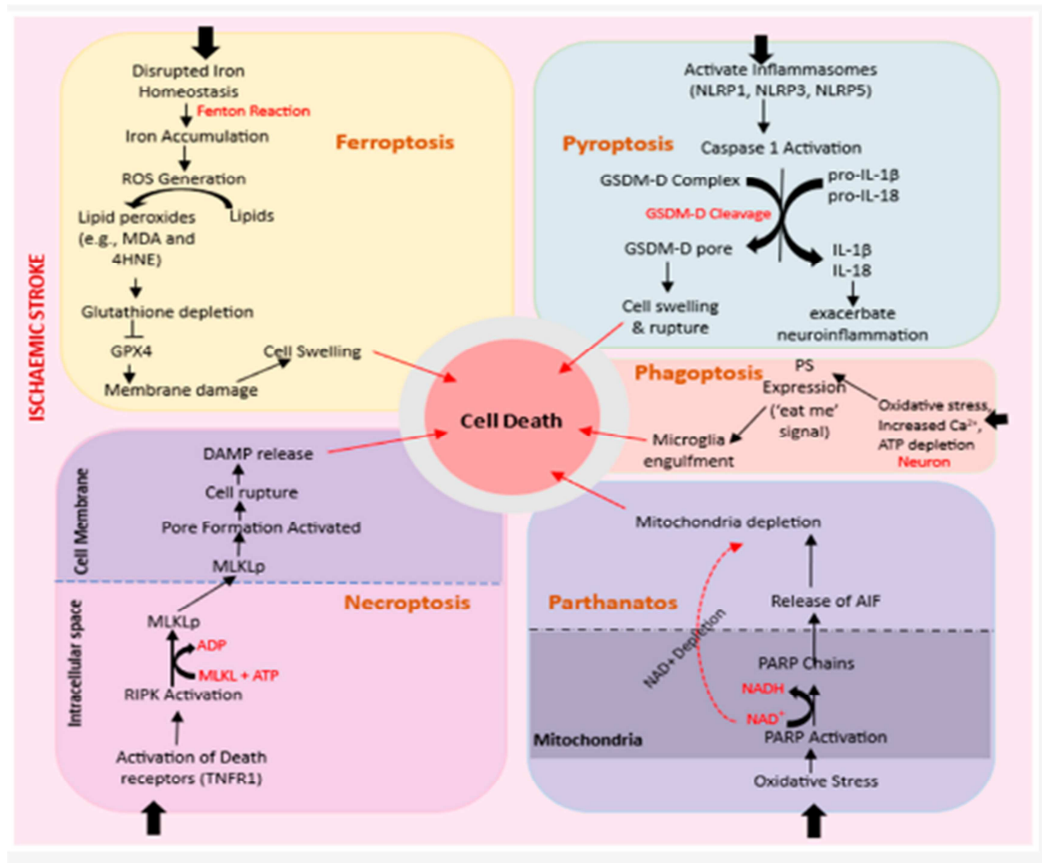 ISCHAEMIC STROKE
Disrupted Iron
Homeostasis
Fenton Reaction
Iron Accumulation
Ferroptosis
ROS Generation
Lipid peroxides
(e.g., MDA and
4HNE)
Lipids
Glutathione depletion
GPX4
Membrane damage
Cell Swelling
Activate Inflammasomes
(NLRP1, NLRP3, NLRP5)
Pyroptosis
Caspase 1 Activation
GSDM-D Complex
pro-IL-1β
pro-IL-18
GSDM-D Cleavage
GSDM-D pore
IL-1β
IL-18
Cell swelling
& rupture
exacerbate
neuroinflammation
Cell Death
Phagoptosis
PS
Expression
('eat me'
signal)
Oxidative stress,
Increased Ca²⁺,
ATP depletion
Neuron
Microglia
engulfment
Cell Membrane
DAMP release
Cell rupture
Pore Formation Activated
MLKLp
Intracellular space
Necroptosis
MLKLp
ADP
MLKL + ATP
RIPK Activation
Activation of Death
receptors (TNFR1)
Mitochondria depletion
Parthanatos
Release of AIF
NAD+ Depletion
PARP Chains
NADH
NAD⁺
Mitochondria
PARP Activation
Oxidative Stress